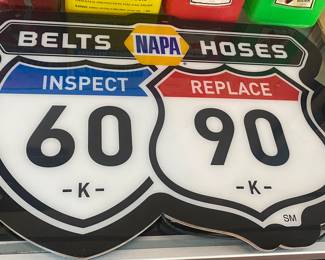 BELTS NAPA HOSES
INSPECT REPLACE
60 90
-K- -K-
SM